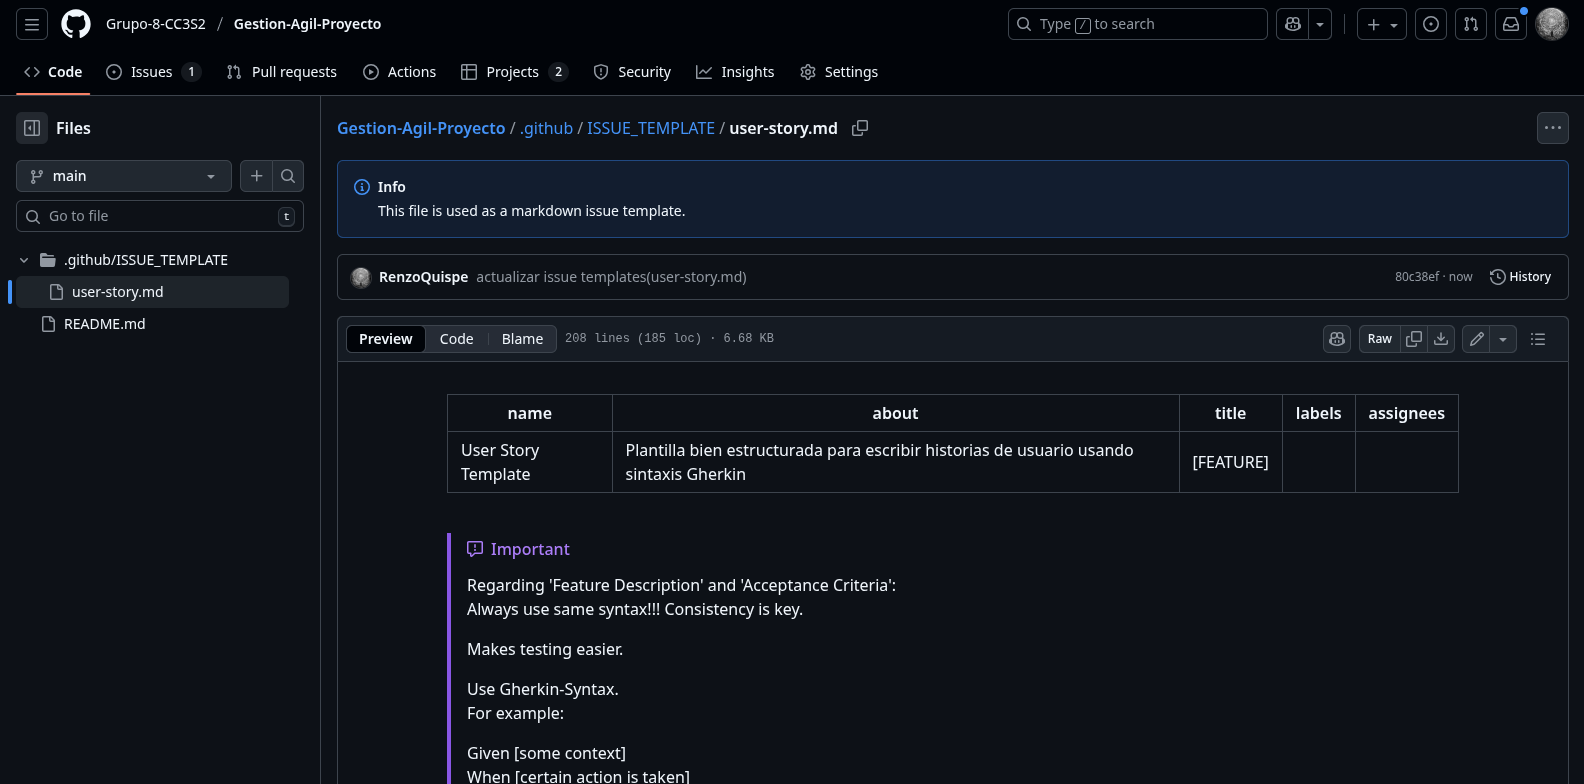 Grupo-8-CC3S2 / Gestion-Agil-Proyecto
Type / to search
Code
Issues 1
Pull requests
Actions
Projects 2
Security
Insights
Settings
Files
main
Go to file
t
.github/ISSUE_TEMPLATE
user-story.md
README.md
Gestion-Agil-Proyecto / .github / ISSUE_TEMPLATE / user-story.md
Info
This file is used as a markdown issue template.
RenzoQuispe actualizar issue templates(user-story.md)
80c38ef · now
History
Preview
Code
Blame
208 lines (185 loc) · 6.68 KB
Raw
name about title labels assignees
User Story
Template
Plantilla bien estructurada para escribir historias de usuario usando
sintaxis Gherkin
[FEATURE]
Important
Regarding 'Feature Description' and 'Acceptance Criteria':
Always use same syntax!!! Consistency is key.
Makes testing easier.
Use Gherkin-Syntax.
For example:
Given [some context]
When [certain action is taken]